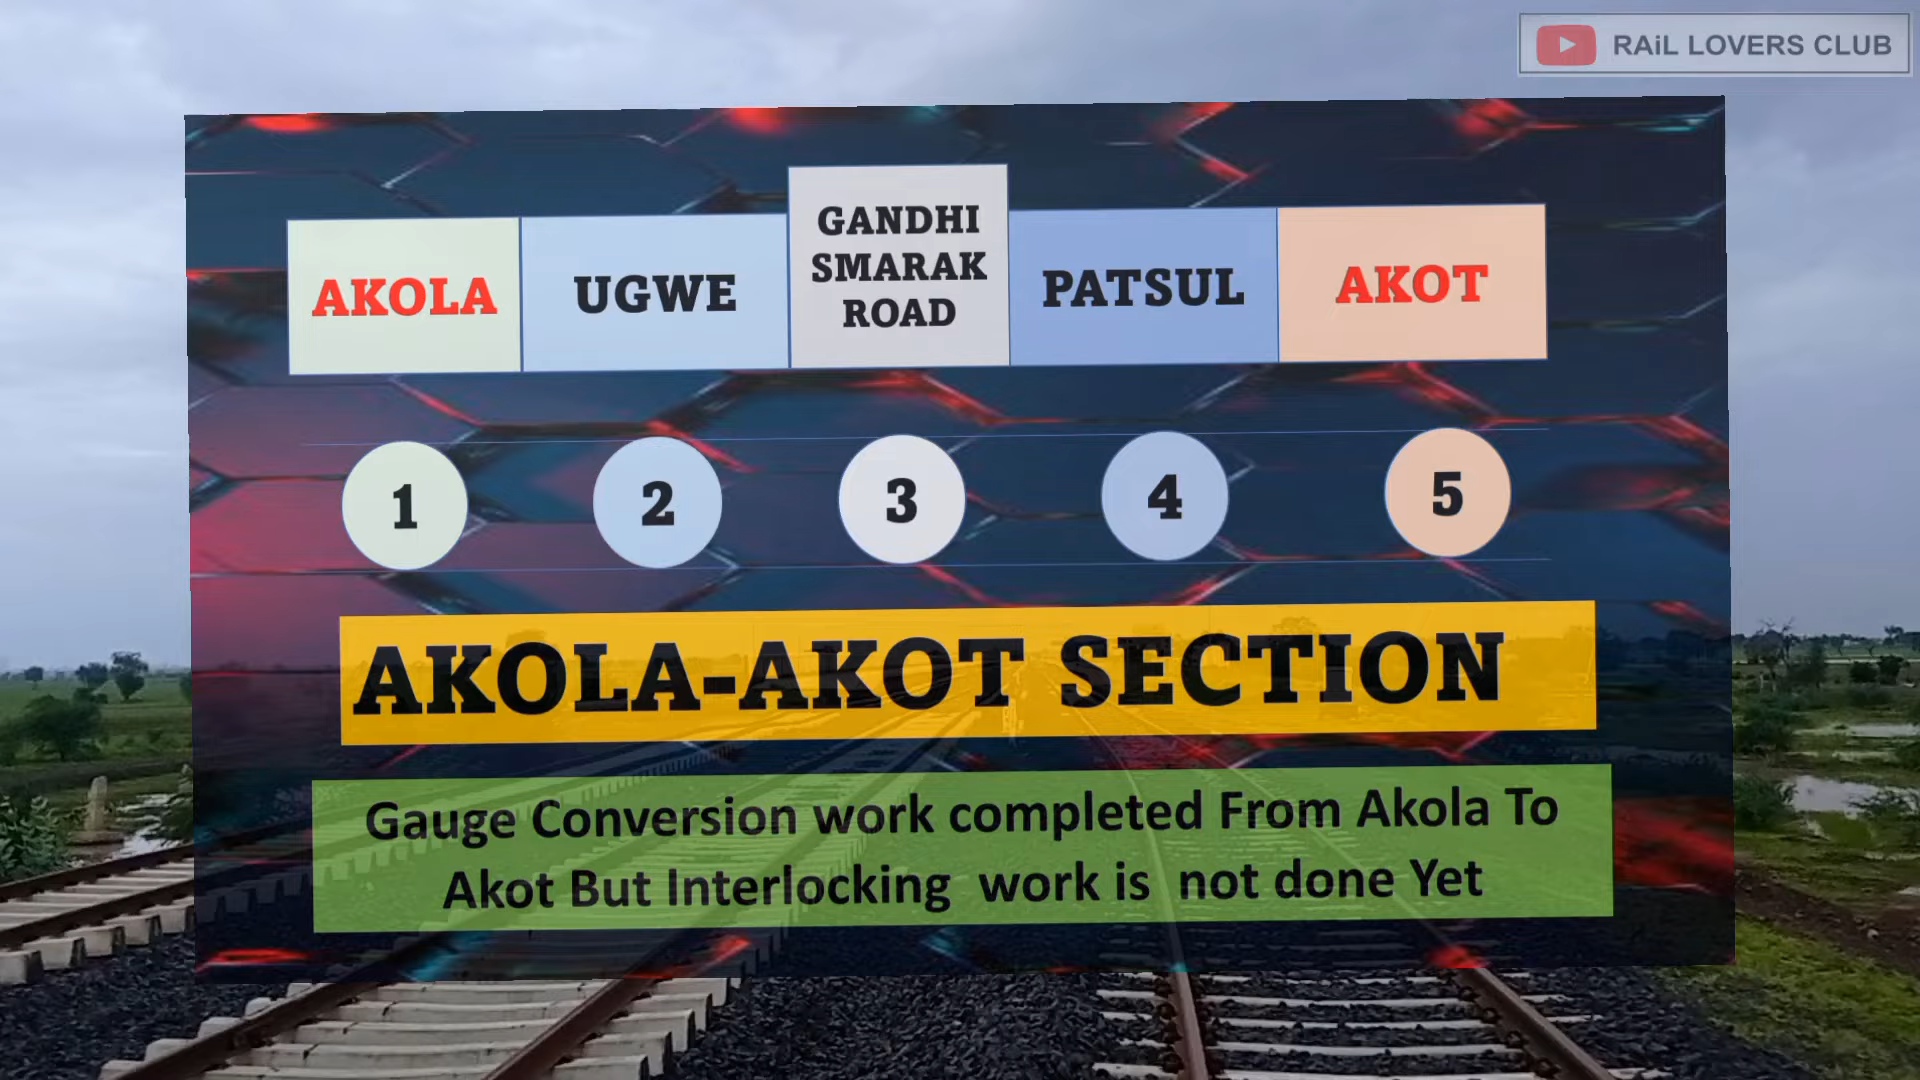 RAiL LOVERS CLUB
AKOLA
UGWE
GANDHI
SMARAK
ROAD
PATSUL
AKOT
1
2
3
4
5
AKOLA-AKOT SECTION
Gauge Conversion work completed From Akola To
Akot But Interlocking work is not done Yet